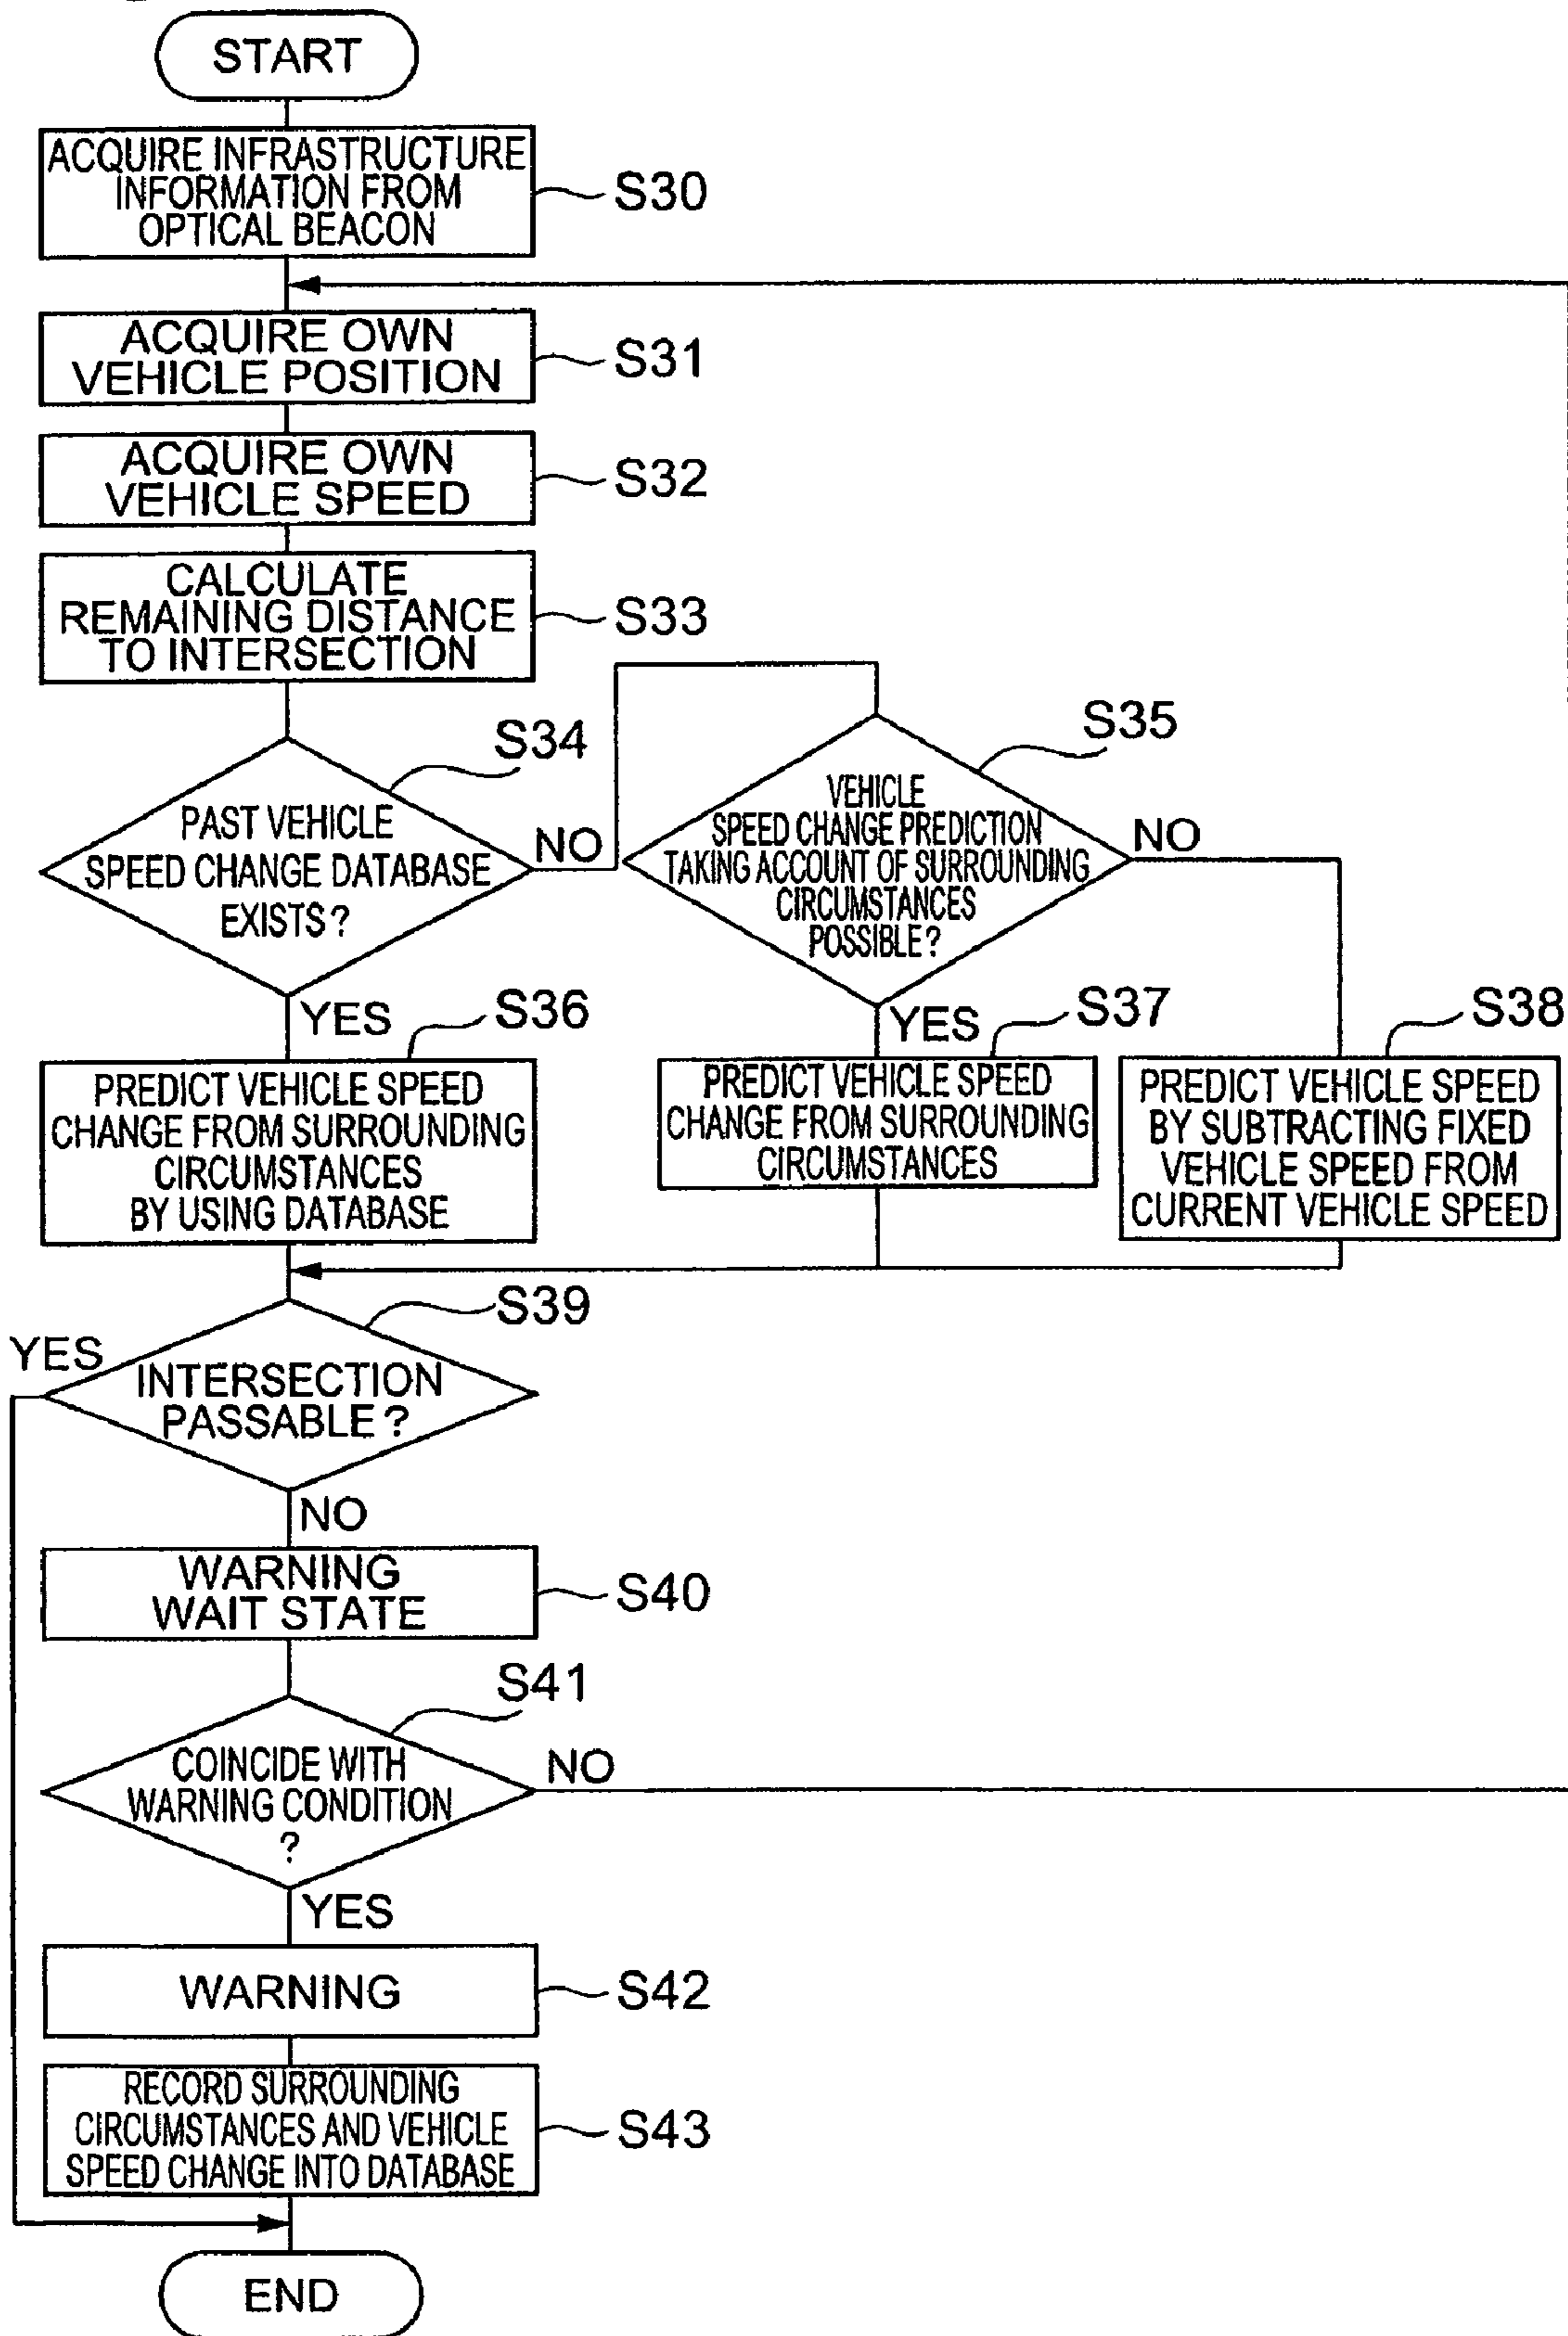 START
ACQUIRE INFRASTRUCTURE
INFORMATION FROM
OPTICAL BEACON
S30
ACQUIRE OWN
VEHICLE POSITION
S31
ACQUIRE OWN
VEHICLE SPEED
S32
CALCULATE
REMAINING DISTANCE
TO INTERSECTION
S33
S34
PAST VEHICLE
SPEED CHANGE DATABASE
EXISTS?
NO
YES
S35
VEHICLE
SPEED CHANGE PREDICTION
TAKING ACCOUNT OF SURROUNDING
CIRCUMSTANCES
POSSIBLE?
NO
YES
S36
PREDICT VEHICLE SPEED
CHANGE FROM SURROUNDING
CIRCUMSTANCES
BY USING DATABASE
S37
PREDICT VEHICLE SPEED
CHANGE FROM SURROUNDING
CIRCUMSTANCES
S38
PREDICT VEHICLE SPEED
BY SUBTRACTING FIXED
VEHICLE SPEED FROM
CURRENT VEHICLE SPEED
S39
YES
INTERSECTION
PASSABLE?
NO
WARNING
WAIT STATE
S40
S41
COINCIDE WITH
WARNING CONDITION
?
NO
YES
WARNING
S42
RECORD SURROUNDING
CIRCUMSTANCES AND VEHICLE
SPEED CHANGE INTO DATABASE
S43
END